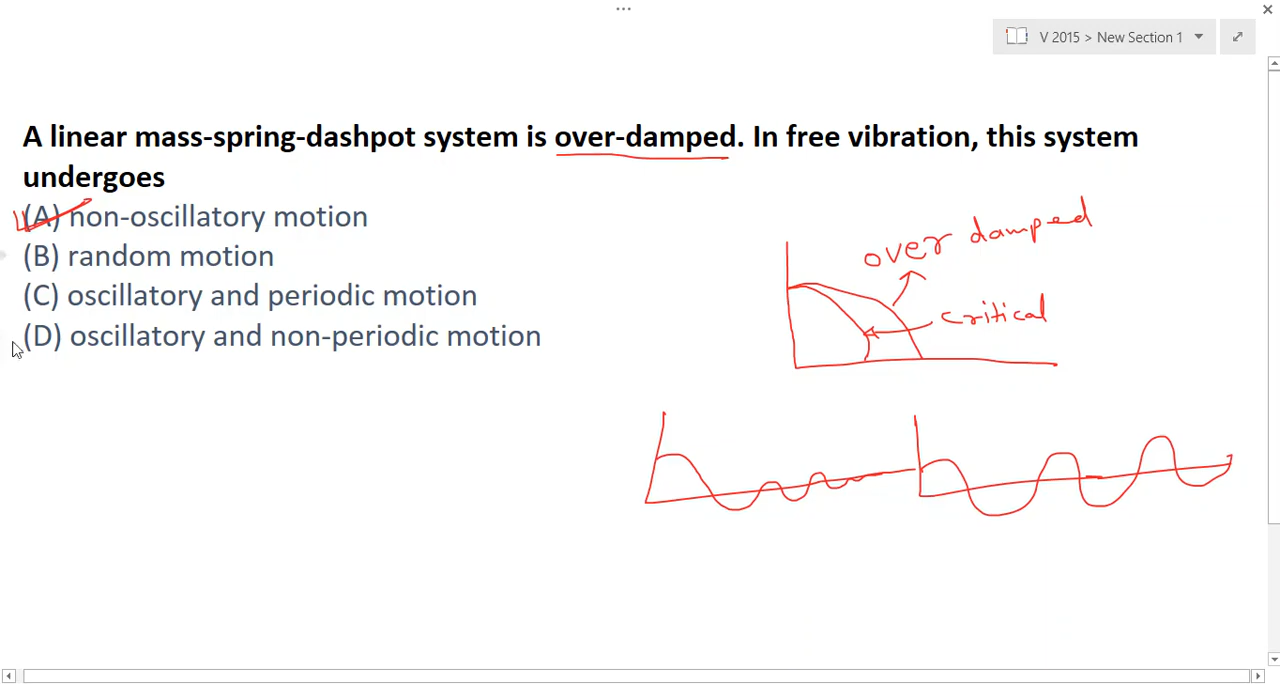 ...
V 2015 > New Section 1
A linear mass-spring-dashpot system is over-damped. In free vibration, this system
undergoes
(A) non-oscillatory motion
(B) random motion
(C) oscillatory and periodic motion
(D) oscillatory and non-periodic motion
over damped
critical